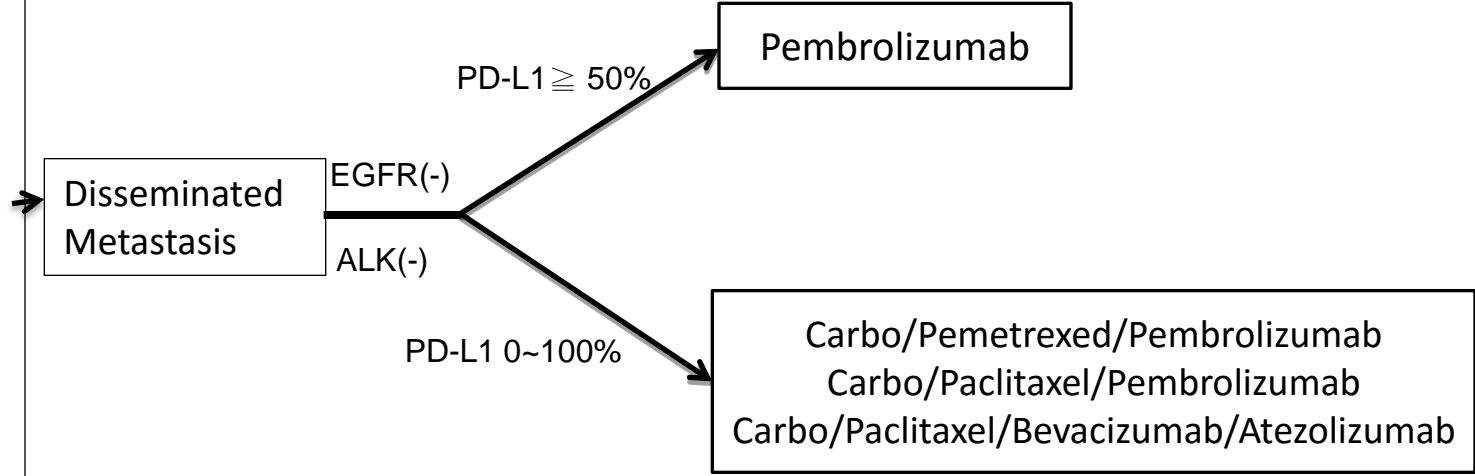 Pembrolizumab
PD-L1≧ 50%
EGFR(-)
Disseminated
Metastasis
ALK(-)
PD-L1 0~100%
Carbo/Pemetrexed/Pembrolizumab
Carbo/Paclitaxel/Pembrolizumab
Carbo/Paclitaxel/Bevacizumab/Atezolizumab